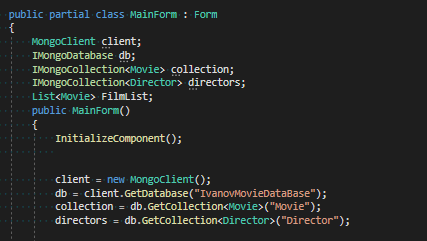 public partial class MainForm : Form
{
MongoClient client;
IMongoDatabase db;
IMongoCollection<Movie> collection;
IMongoCollection<Director> directors;
List<Movie> FilmList;
public MainForm()
{
InitializeComponent();
client = new MongoClient();
db = client.GetDatabase("IvanovMovieDataBase");
collection = db.GetCollection<Movie>("Movie");
directors = db.GetCollection<Director>("Director");